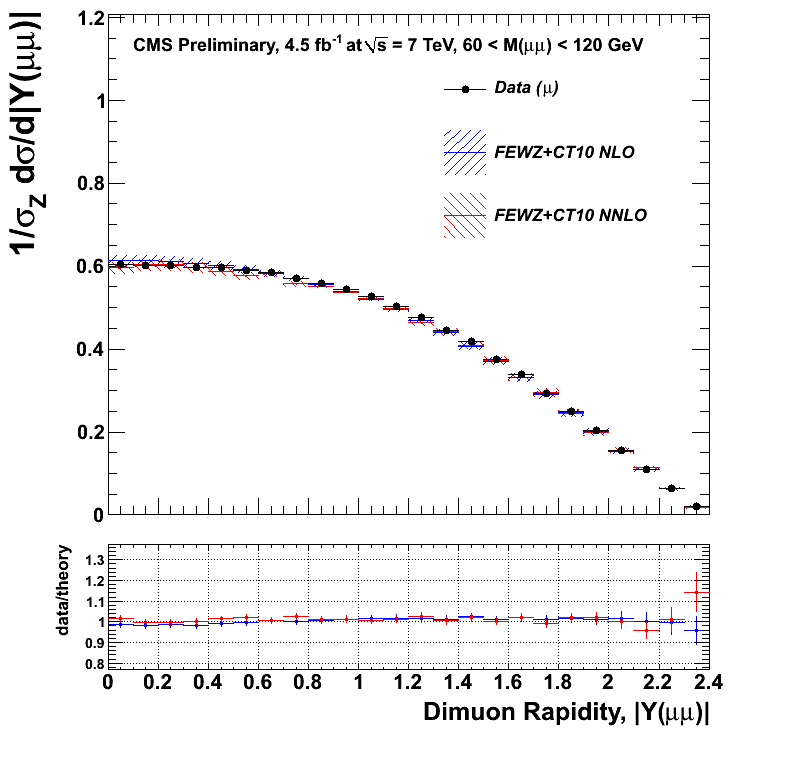 1/σZ dσ/d|Y(μμ)|
1.2
CMS Preliminary, 4.5 fb-1 at √s = 7 TeV, 60 < M(μμ) < 120 GeV
Data (μ)
1
FEWZ+CT10 NLO
0.8
FEWZ+CT10 NNLO
0.6
0.4
0.2
0
data/theory
1.3
1.2
1.1
1
0.9
0.8
0 0.2 0.4 0.6 0.8 1 1.2 1.4 1.6 1.8 2 2.2 2.4
Dimuon Rapidity, |Y(μμ)|